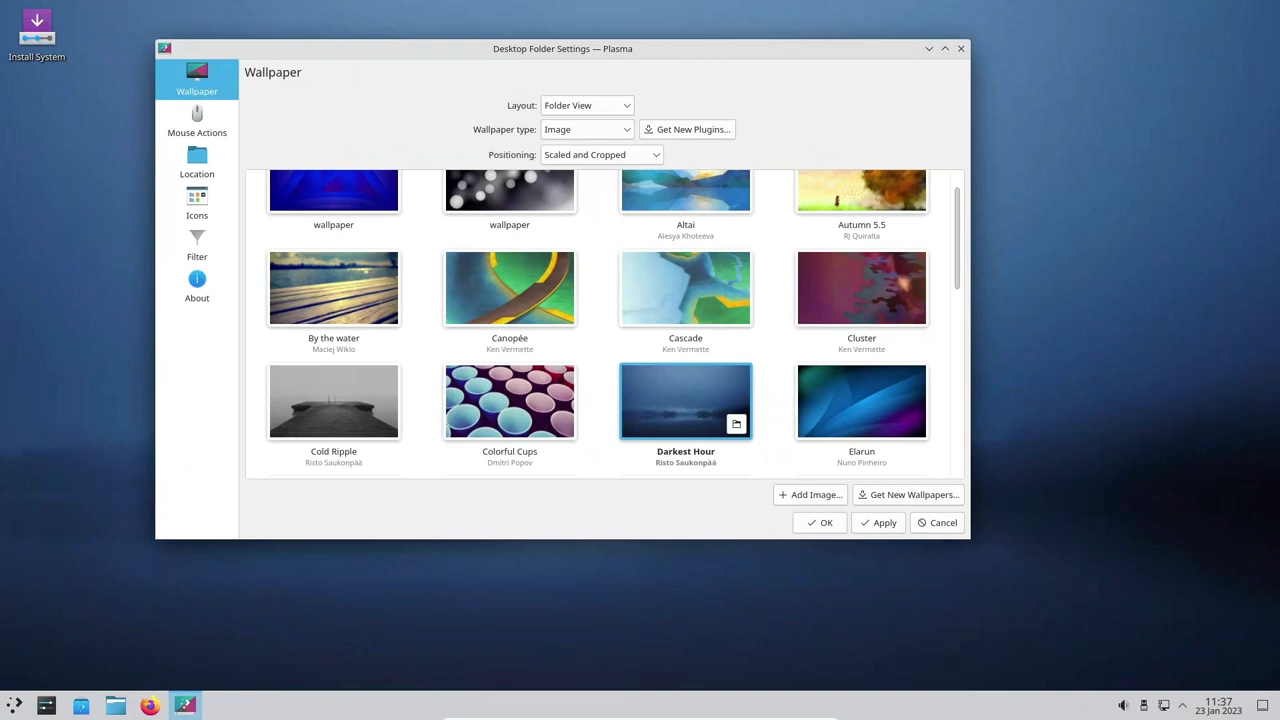 Install System
Desktop Folder Settings — Plasma
Wallpaper
Mouse Actions
Location
Icons
Filter
About
Wallpaper
Layout: Folder View
Wallpaper type: Image Get New Plugins...
Positioning: Scaled and Cropped
wallpaper wallpaper Altai Autumn 5.5
Alesya Khoteeva RJ Quiralta
By the water Canopée Cascade Cluster
Maciej Wiklo Ken Vermette Ken Vermette Ken Vermette
Cold Ripple Colorful Cups Darkest Hour Elarun
Risto Saukonpää Dmitri Popov Risto Saukonpää Nuno Pinheiro
Add Image... Get New Wallpapers...
OK Apply Cancel
11:37
23 Jan 2023